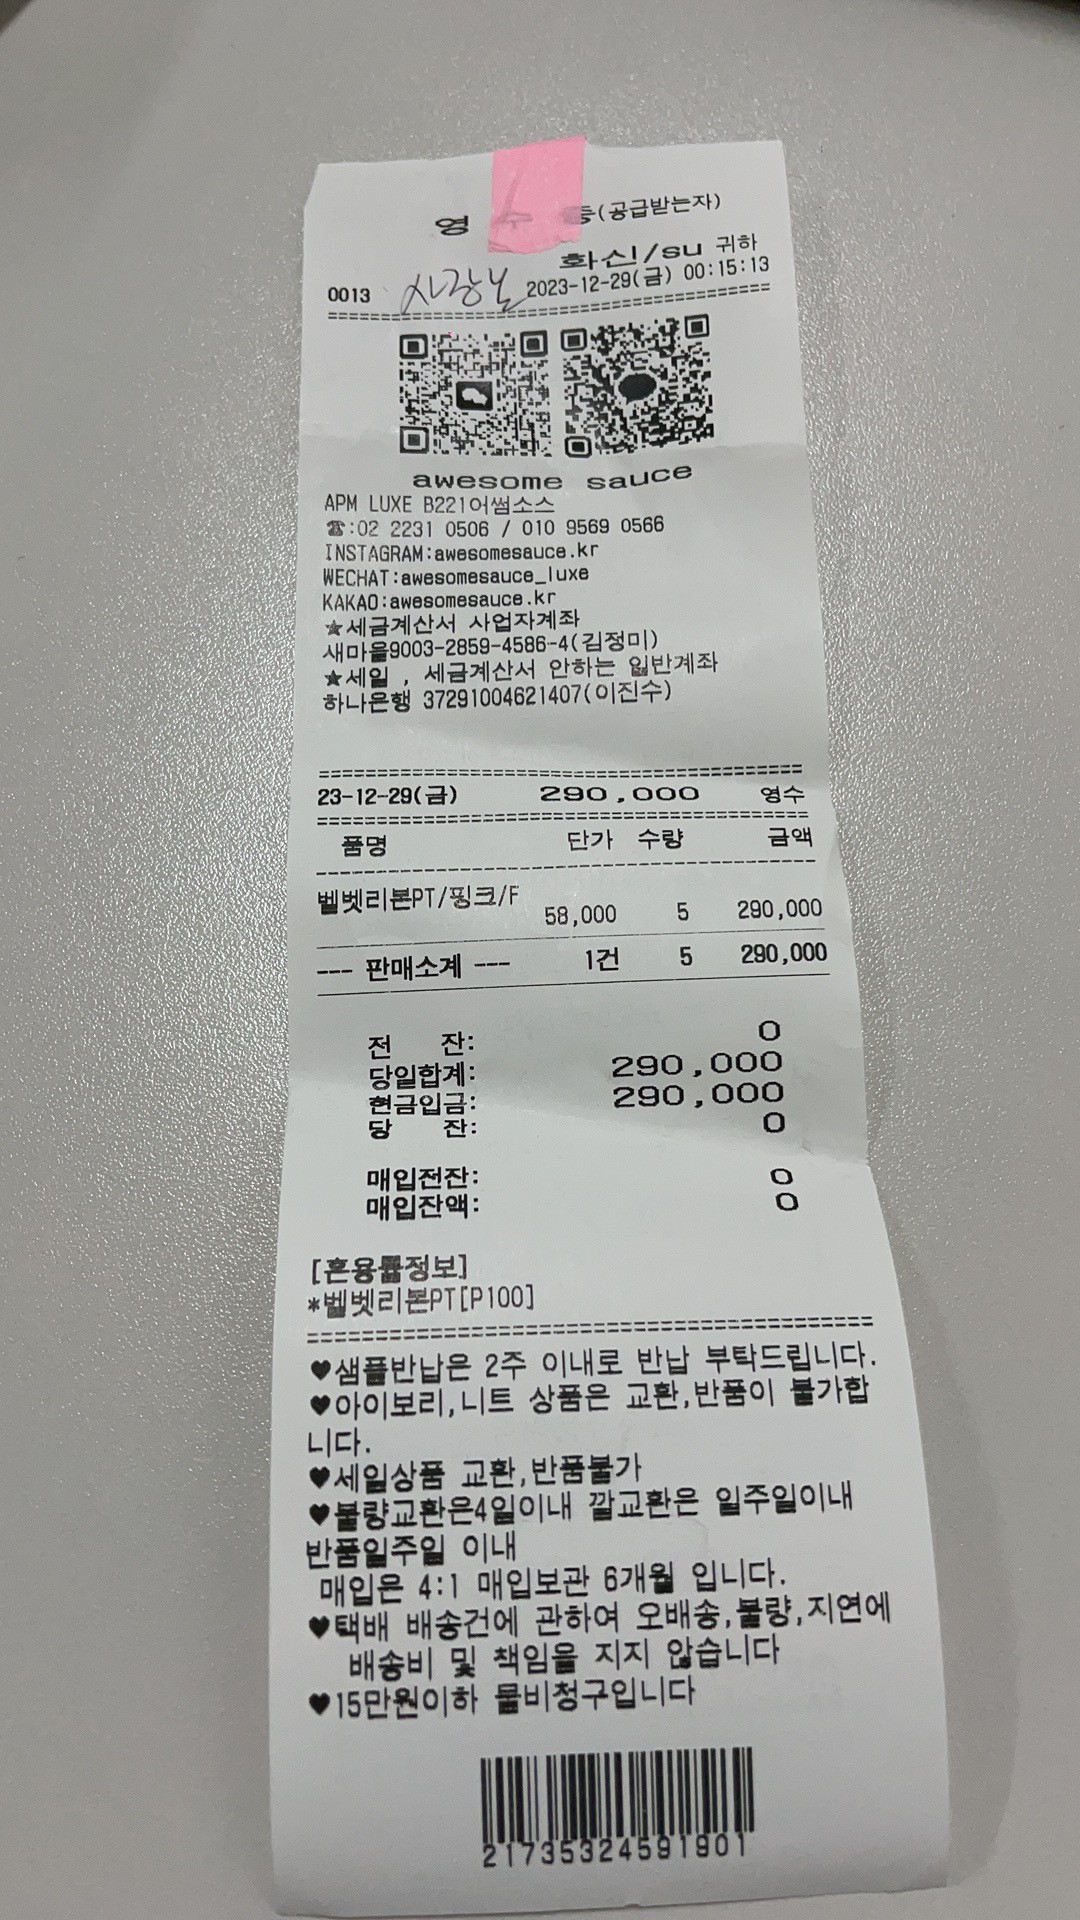 영 수 증(공급받는자)
화신/su 귀하
0013 2023-12-29(금) 00:15:13
awesome sauce
APM LUXE B221어썸소스
☎:02 2231 0506 / 010 9569 0566
INSTAGRAM:awesomesauce.kr
WECHAT:awesomesauce_luxe
KAKAO:awesomesauce.kr
★세금계산서 사업자계좌
새마을9003-2859-4586-4(김정미)
★세일 , 세금계산서 안하는 일반계좌
하나은행 37291004621407(이진수)
23-12-29(금) 290,000 영수
품명 단가 수량 금액
벨벳리본PT/핑크/F
58,000 5 290,000
--- 판매소계 --- 1건 5 290,000
전 잔: 0
당일합계: 290,000
현금입금: 290,000
당 잔: 0
매입전잔: 0
매입잔액: 0
[혼용률정보]
*벨벳리본PT[P100]
♥샘플반납은 2주 이내로 반납 부탁드립니다.
♥아이보리,니트 상품은 교환,반품이 불가합
니다.
♥세일상품 교환,반품불가
♥불량교환은4일이내 깔교환은 일주일이내
반품일주일 이내
매입은 4:1 매입보관 6개월 입니다.
♥택배 배송건에 관하여 오배송,불량,지연에
배송비 및 책임을 지지 않습니다
♥15만원이하 물비청구입니다
21735324591901